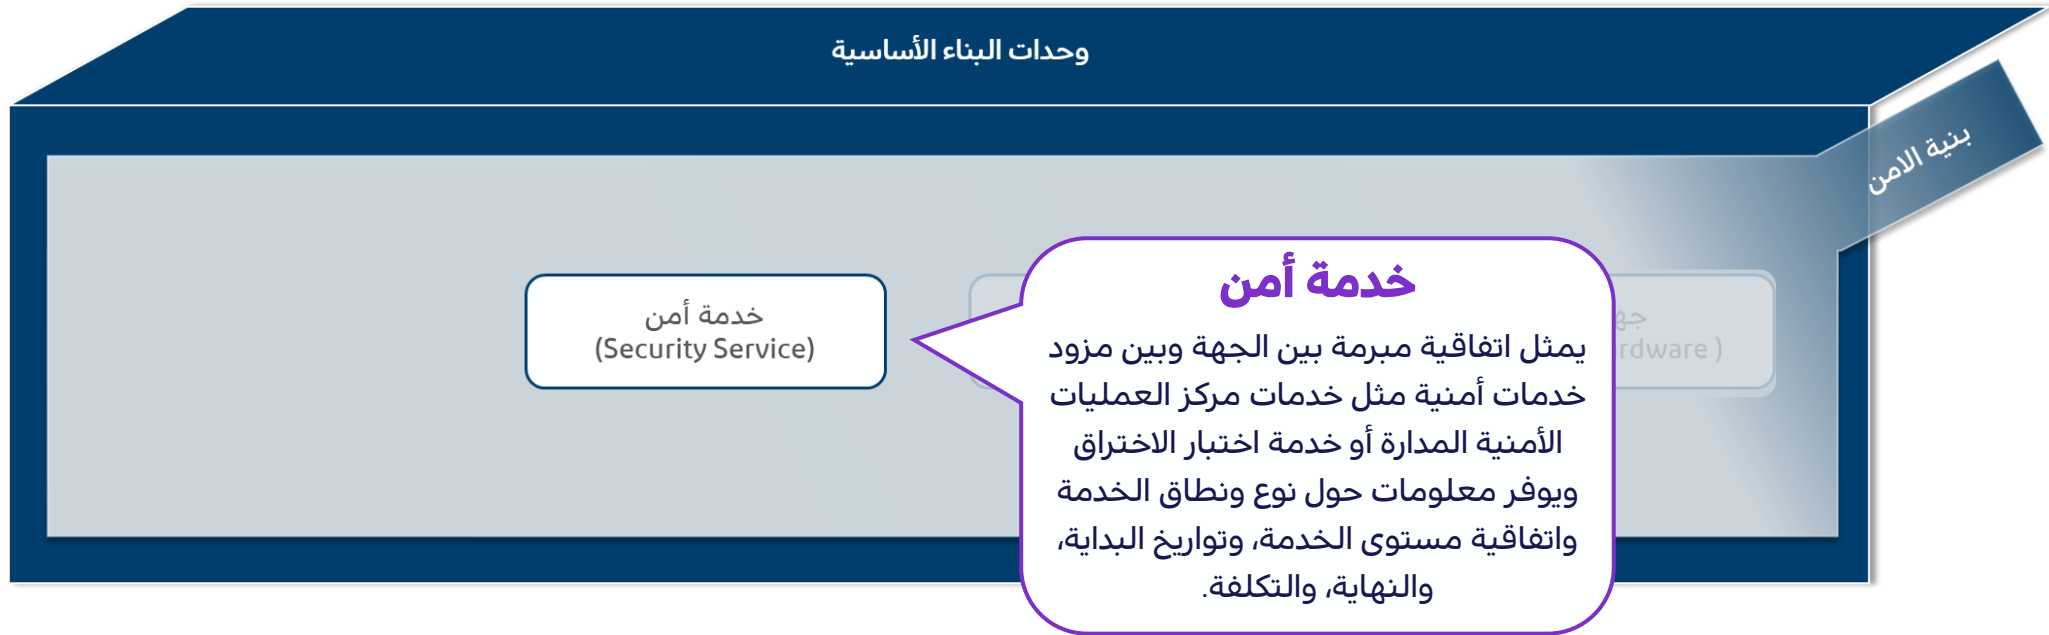 وحدات البناء الأساسية
بنية الامن
خدمة أمن
يمثل اتفاقية مبرمة بين الجهة وبين مزود
خدمات أمنية مثل خدمات مركز العمليات
الأمنية المدارة أو خدمة اختبار الاختراق
ويوفر معلومات حول نوع ونطاق الخدمة
واتفاقية مستوى الخدمة، وتواريخ البداية،
والنهاية، والتكلفة.
خدمة أمن
(Security Service)